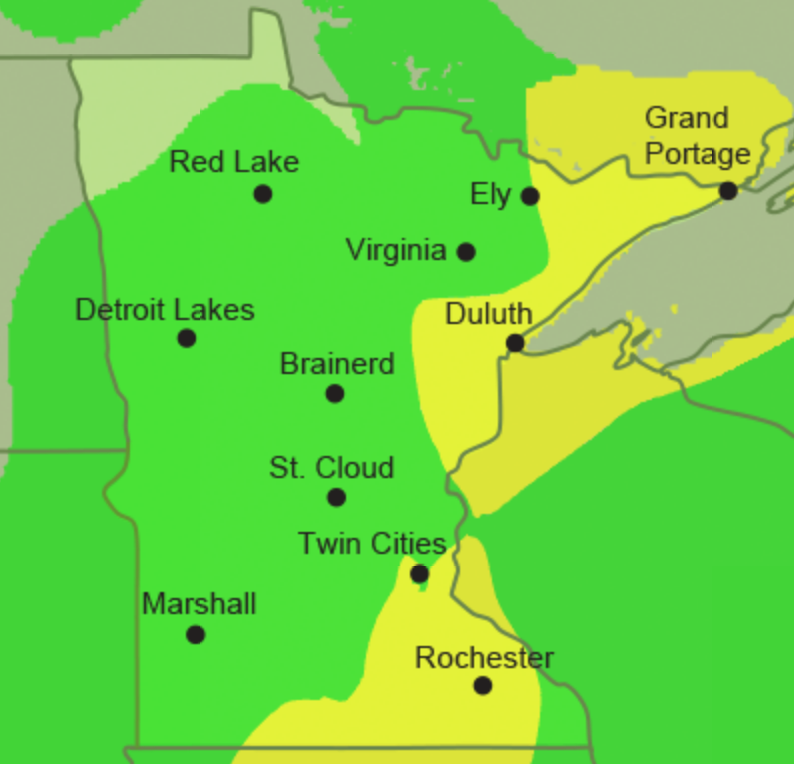 Grand
Portage
Red Lake
Ely
Virginia
Detroit Lakes
Duluth
Brainerd
St. Cloud
Twin Cities
Marshall
Rochester